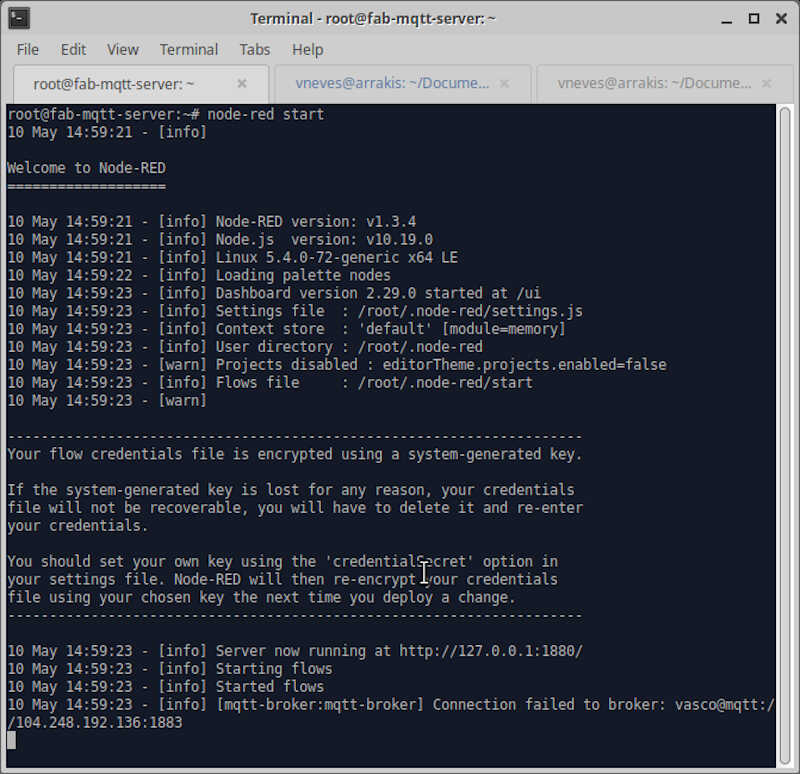 Terminal - root@fab-mqtt-server: ~
File Edit View Terminal Tabs Help
root@fab-mqtt-server: ~ vneves@arrakis: ~/Docume... vneves@arrakis: ~/Docume...
root@fab-mqtt-server:~# node-red start
10 May 14:59:21 - [info]
Welcome to Node-RED
===================
10 May 14:59:21 - [info] Node-RED version: v1.3.4
10 May 14:59:21 - [info] Node.js  version: v10.19.0
10 May 14:59:21 - [info] Linux 5.4.0-72-generic x64 LE
10 May 14:59:22 - [info] Loading palette nodes
10 May 14:59:23 - [info] Dashboard version 2.29.0 started at /ui
10 May 14:59:23 - [info] Settings file  : /root/.node-red/settings.js
10 May 14:59:23 - [info] Context store  : 'default' [module=memory]
10 May 14:59:23 - [info] User directory : /root/.node-red
10 May 14:59:23 - [warn] Projects disabled : editorTheme.projects.enabled=false
10 May 14:59:23 - [info] Flows file     : /root/.node-red/start
10 May 14:59:23 - [warn]
---------------------------------------------------------------------
Your flow credentials file is encrypted using a system-generated key.
If the system-generated key is lost for any reason, your credentials
file will not be recoverable, you will have to delete it and re-enter
your credentials.
You should set your own key using the 'credentialSecret' option in
your settings file. Node-RED will then re-encrypt your credentials
file using your chosen key the next time you deploy a change.
---------------------------------------------------------------------
10 May 14:59:23 - [info] Server now running at http://127.0.0.1:1880/
10 May 14:59:23 - [info] Starting flows
10 May 14:59:23 - [info] Started flows
10 May 14:59:23 - [info] [mqtt-broker:mqtt-broker] Connection failed to broker: vasco@mqtt:/
/104.248.192.136:1883